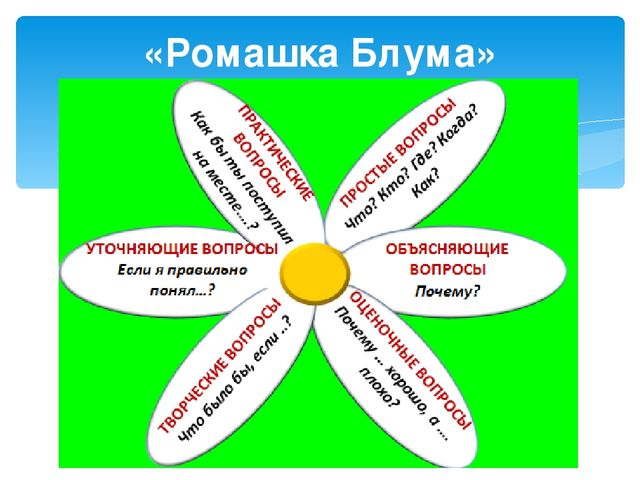 «Ромашка Блума»
ПРАКТИЧЕСКИЕ
ВОПРОСЫ
Как бы ты поступил
на месте....?
ПРОСТЫЕ ВОПРОСЫ
Что? Кто? Где? Когда?
Как?
УТОЧНЯЮЩИЕ ВОПРОСЫ
Если я правильно
понял...?
ОБЪЯСНЯЮЩИЕ
ВОПРОСЫ
Почему?
ТВОРЧЕСКИЕ ВОПРОСЫ
Что было бы, если ..?
ОЦЕНОЧНЫЕ ВОПРОСЫ
Почему ... хорошо, а ....
плохо?